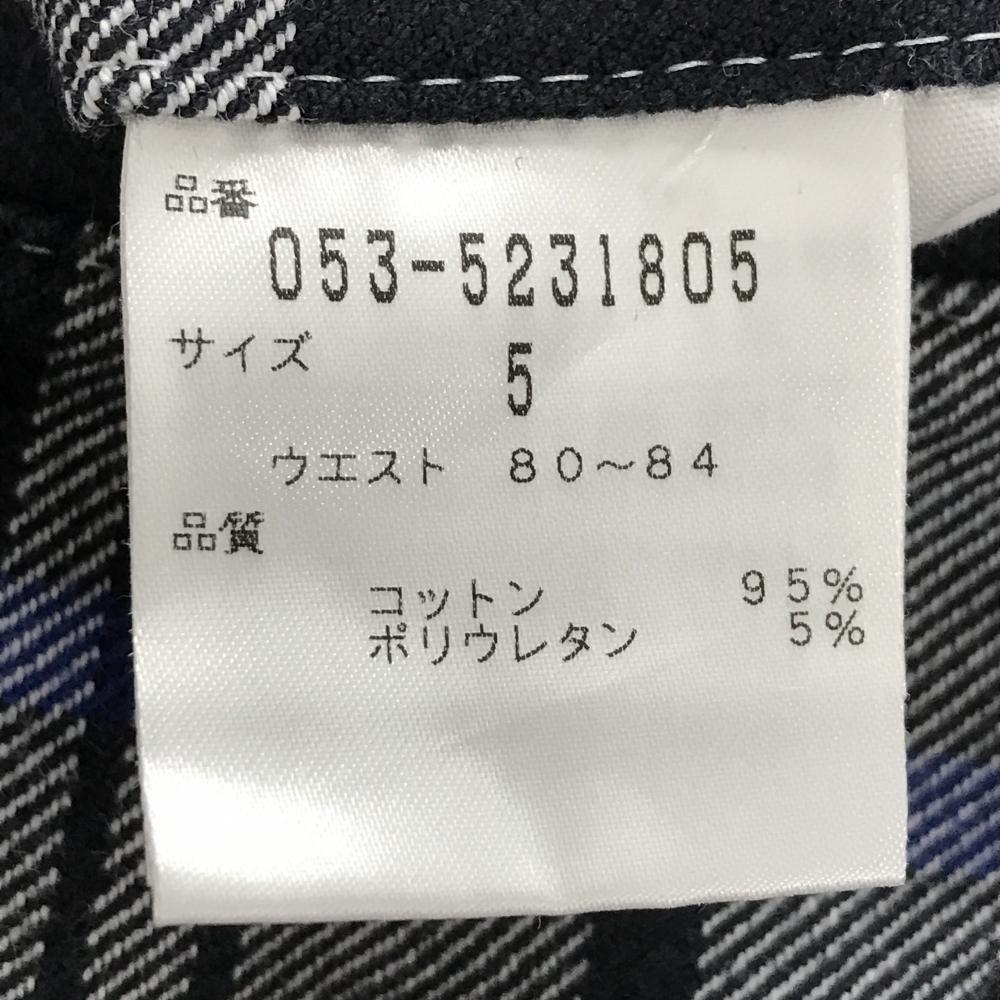 品番
053-5231805
サイズ 5
ウエスト 80～84
品質
コットン 95%
ポリウレタン 5%